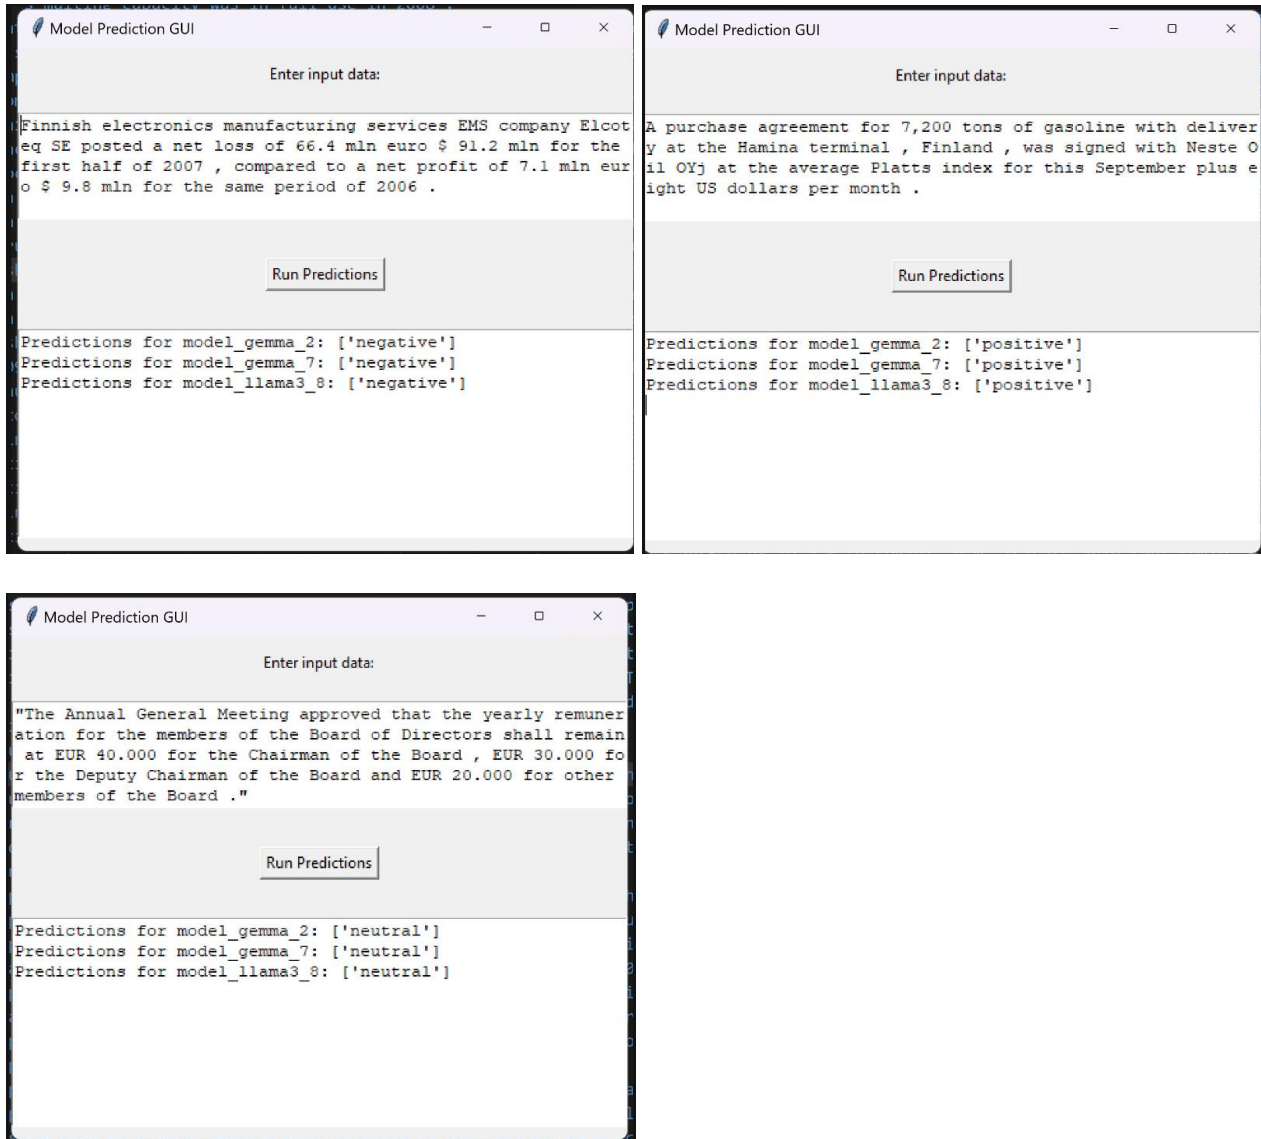 Model Prediction GUI
Enter input data:
Finnish electronics manufacturing services EMS company Elcot
eq SE posted a net loss of 66.4 mln euro $ 91.2 mln for the
first half of 2007 , compared to a net profit of 7.1 mln eur
o $ 9.8 mln for the same period of 2006 .
Run Predictions
Predictions for model_gemma_2: ['negative']
Predictions for model_gemma_7: ['negative']
Predictions for model_llama3_8: ['negative']
Model Prediction GUI
Enter input data:
A purchase agreement for 7,200 tons of gasoline with deliver
y at the Hamina terminal , Finland , was signed with Neste O
il OYj at the average Platts index for this September plus e
ight US dollars per month .
Run Predictions
Predictions for model_gemma_2: ['positive']
Predictions for model_gemma_7: ['positive']
Predictions for model_llama3_8: ['positive']
Model Prediction GUI
Enter input data:
"The Annual General Meeting approved that the yearly remuner
ation for the members of the Board of Directors shall remain
at EUR 40.000 for the Chairman of the Board , EUR 30.000 fo
r the Deputy Chairman of the Board and EUR 20.000 for other
members of the Board ."
Run Predictions
Predictions for model_gemma_2: ['neutral']
Predictions for model_gemma_7: ['neutral']
Predictions for model_llama3_8: ['neutral']